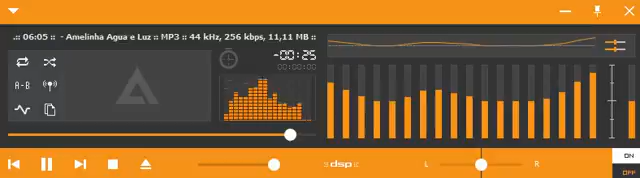 .:: 06:05 :: - Amelinha Agua e Luz :: MP3 :: 44 kHz, 256 kbps, 11,11 MB ::
-00:25
00:00:00
A-B
dsp
L
R
ON
OFF